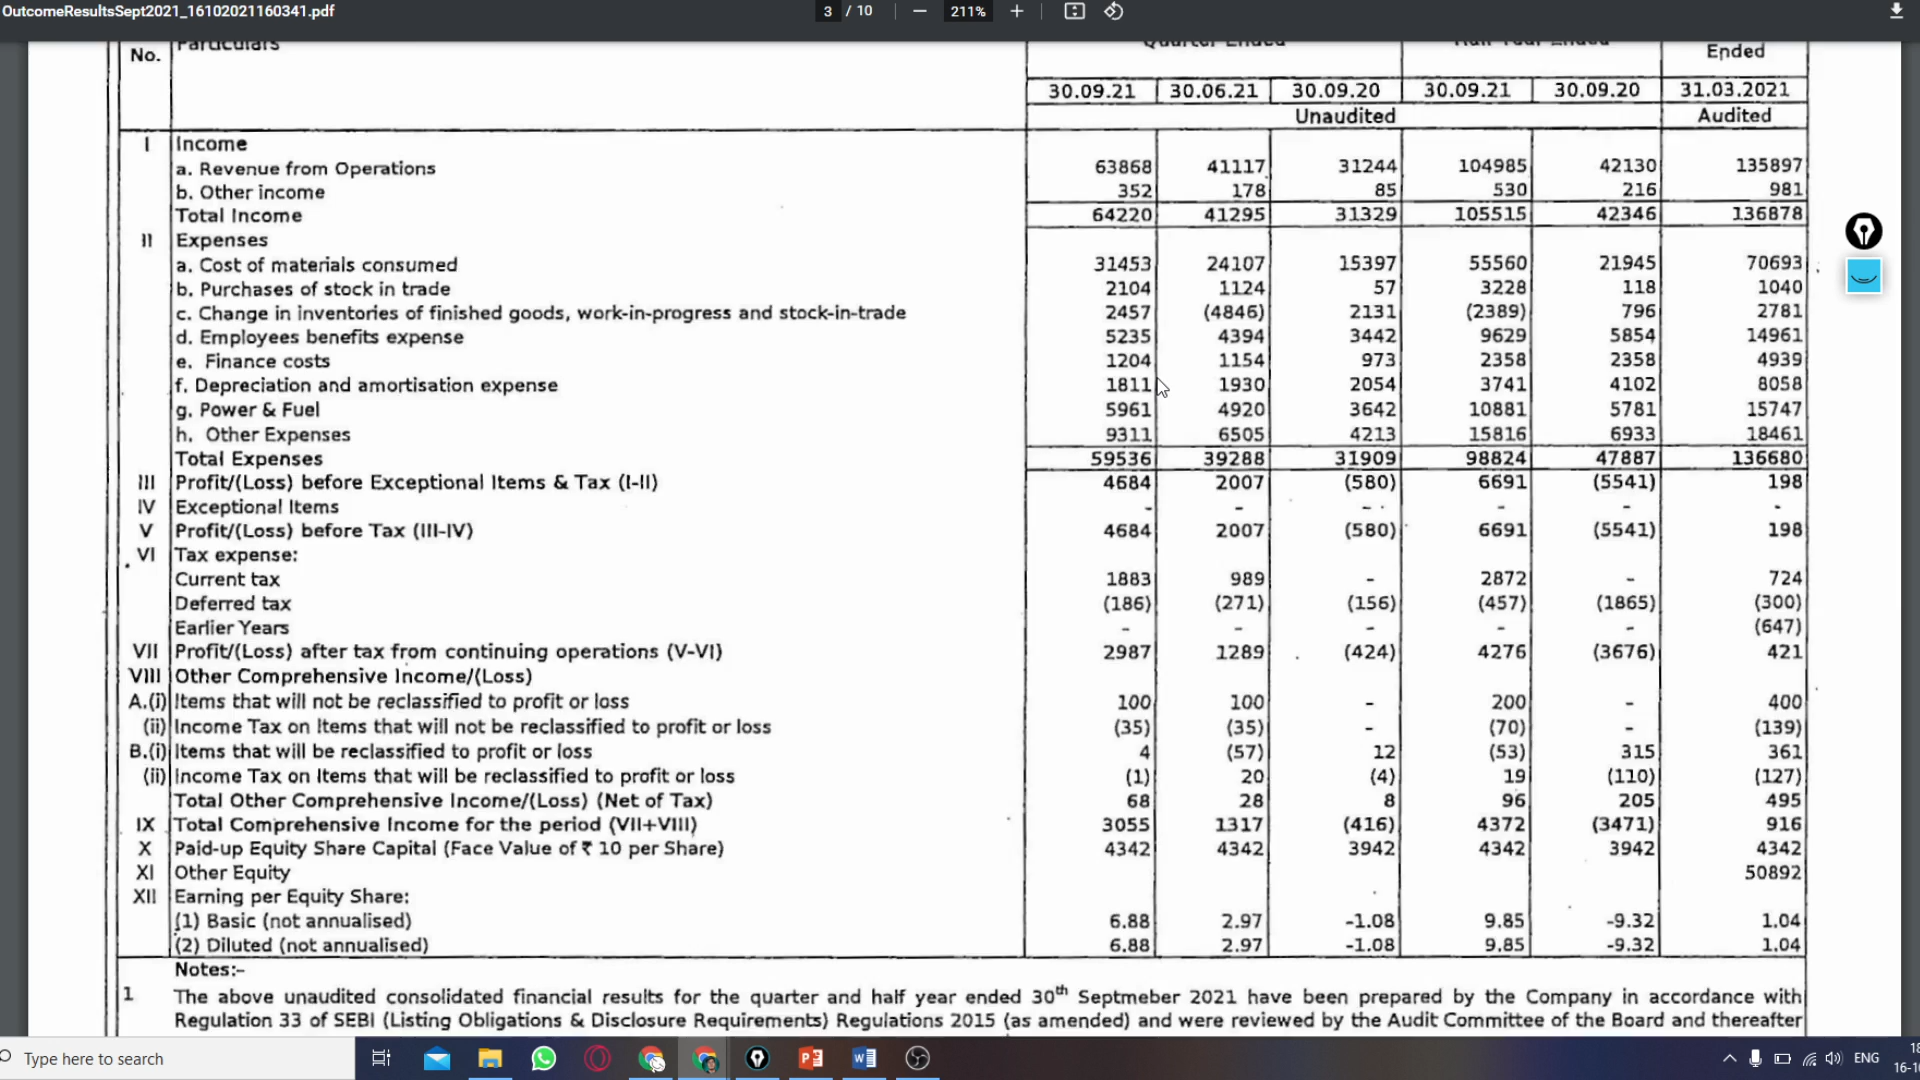 OutcomeResultsSept2021_16102021160341.pdf 3 / 10 — 211% +
No. Particulars Quarter Ended Half Year Ended Ended
30.09.21 30.06.21 30.09.20 30.09.21 30.09.20 31.03.2021
Unaudited Audited
I Income
a. Revenue from Operations 63868 41117 31244 104985 42130 135897
b. Other income 352 178 85 530 216 981
Total Income 64220 41295 31329 105515 42346 136878
II Expenses
a. Cost of materials consumed 31453 24107 15397 55560 21945 70693
b. Purchases of stock in trade 2104 1124 57 3228 118 1040
c. Change in inventories of finished goods, work-in-progress and stock-in-trade 2457 (4846) 2131 (2389) 796 2781
d. Employees benefits expense 5235 4394 3442 9629 5854 14961
e. Finance costs 1204 1154 973 2358 2358 4939
f. Depreciation and amortisation expense 1811 1930 2054 3741 4102 8058
g. Power & Fuel 5961 4920 3642 10881 5781 15747
h. Other Expenses 9311 6505 4213 15816 6933 18461
Total Expenses 59536 39288 31909 98824 47887 136680
III Profit/(Loss) before Exceptional Items & Tax (I-II) 4684 2007 (580) 6691 (5541) 198
IV Exceptional Items - - - - - -
V Profit/(Loss) before Tax (III-IV) 4684 2007 (580) 6691 (5541) 198
VI Tax expense:
Current tax 1883 989 - 2872 - 724
Deferred tax (186) (271) (156) (457) (1865) (300)
Earlier Years - - - - - (647)
VII Profit/(Loss) after tax from continuing operations (V-VI) 2987 1289 (424) 4276 (3676) 421
VIII Other Comprehensive Income/(Loss)
A.(i) Items that will not be reclassified to profit or loss 100 100 - 200 - 400
(ii) Income Tax on Items that will not be reclassified to profit or loss (35) (35) - (70) - (139)
B.(i) Items that will be reclassified to profit or loss 4 (57) 12 (53) 315 361
(ii) Income Tax on Items that will be reclassified to profit or loss (1) 20 (4) 19 (110) (127)
Total Other Comprehensive Income/(Loss) (Net of Tax) 68 28 8 96 205 495
IX Total Comprehensive Income for the period (VII+VIII) 3055 1317 (416) 4372 (3471) 916
X Paid-up Equity Share Capital (Face Value of ₹ 10 per Share) 4342 4342 3942 4342 3942 4342
XI Other Equity 50892
XII Earning per Equity Share:
(1) Basic (not annualised) 6.88 2.97 -1.08 9.85 -9.32 1.04
(2) Diluted (not annualised) 6.88 2.97 -1.08 9.85 -9.32 1.04
Notes:-
1 The above unaudited consolidated financial results for the quarter and half year ended 30th Septmeber 2021 have been prepared by the Company in accordance with
Regulation 33 of SEBI (Listing Obligations & Disclosure Requirements) Regulations 2015 (as amended) and were reviewed by the Audit Committee of the Board and thereafter
Type here to search ENG